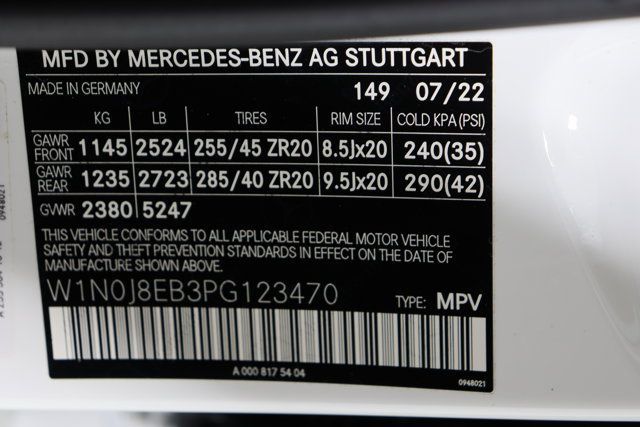 MFD BY MERCEDES-BENZ AG STUTTGART
MADE IN GERMANY 149 07/22
KG LB TIRES RIM SIZE COLD KPA(PSI)
GAWR FRONT 1145 2524 255/45 ZR20 8.5Jx20 240(35)
GAWR REAR 1235 2723 285/40 ZR20 9.5Jx20 290(42)
GVWR 2380 5247
THIS VEHICLE CONFORMS TO ALL APPLICABLE FEDERAL MOTOR VEHICLE
SAFETY AND THEFT PREVENTION STANDARDS IN EFFECT ON THE DATE
OF MANUFACTURE SHOWN ABOVE.
W1N0J8EB3PG123470 TYPE: MPV
A 000 817 54 04
0948021
0948021